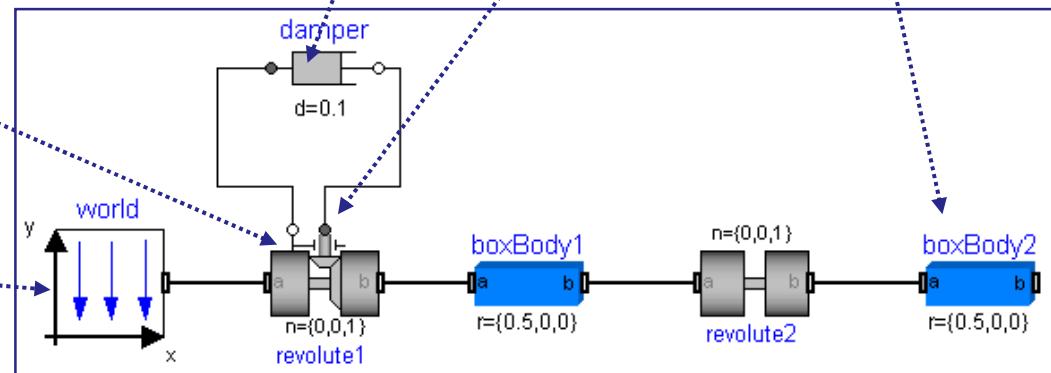 damper
d=0.1
world
y
x
a
b
n={0,0,1}
revolute1
boxBody1
a
b
r={0.5,0,0}
n={0,0,1}
a
b
revolute2
boxBody2
a
b
r={0.5,0,0}